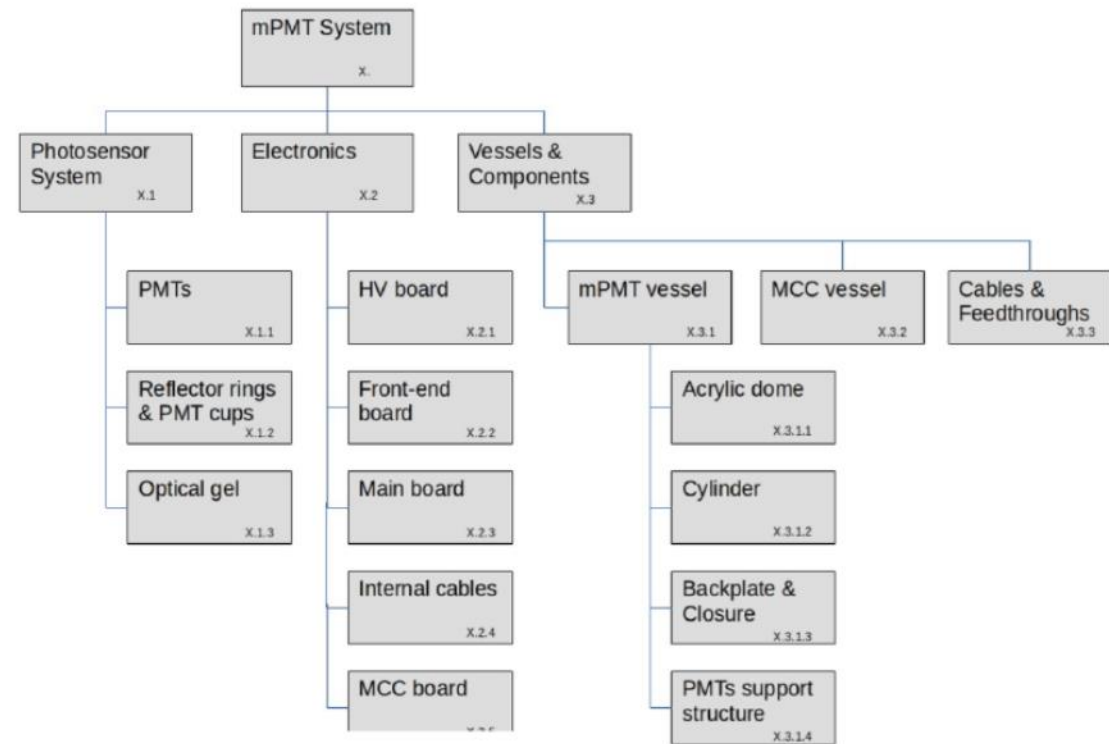 mPMT System
X.
Photosensor
System
X.1
Electronics
X.2
Vessels &
Components
X.3
PMTs
X.1.1
HV board
X.2.1
mPMT vessel
X.3.1
MCC vessel
X.3.2
Cables &
Feedthroughs
X.3.3
Reflector rings
& PMT cups
X.1.2
Front-end
board
X.2.2
Acrylic dome
X.3.1.1
Optical gel
X.1.3
Main board
X.2.3
Cylinder
X.3.1.2
Internal cables
X.2.4
Backplate &
Closure
X.3.1.3
MCC board
PMTs support
structure
X.3.1.4